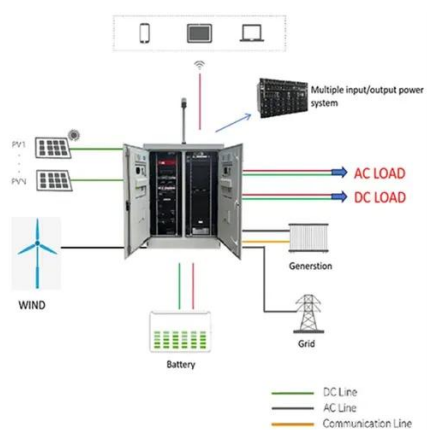 Multiple input/output power
system
PV1
PVN
AC LOAD
DC LOAD
WIND
Generstion
Grid
Battery
DC Line
AC Line
Communication Line